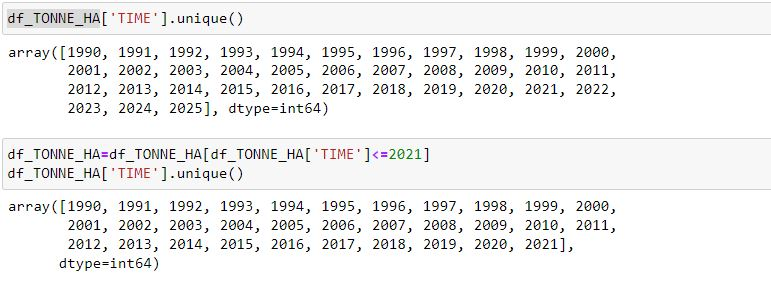 df_TONNE_HA['TIME'].unique()
array([1990, 1991, 1992, 1993, 1994, 1995, 1996, 1997, 1998, 1999, 2000,
2001, 2002, 2003, 2004, 2005, 2006, 2007, 2008, 2009, 2010, 2011,
2012, 2013, 2014, 2015, 2016, 2017, 2018, 2019, 2020, 2021, 2022,
2023, 2024, 2025], dtype=int64)
df_TONNE_HA=df_TONNE_HA[df_TONNE_HA['TIME']<=2021]
df_TONNE_HA['TIME'].unique()
array([1990, 1991, 1992, 1993, 1994, 1995, 1996, 1997, 1998, 1999, 2000,
2001, 2002, 2003, 2004, 2005, 2006, 2007, 2008, 2009, 2010, 2011,
2012, 2013, 2014, 2015, 2016, 2017, 2018, 2019, 2020, 2021],
dtype=int64)